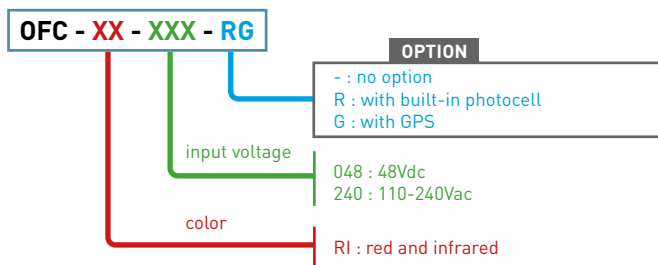 OFC - XX - XXX - RG
OPTION
- : no option
R : with built-in photocell
G : with GPS
input voltage
048 : 48Vdc
240 : 110-240Vac
color
RI : red and infrared